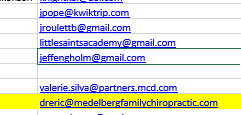 jpope@kwiktrip.com
jroulettb@gmail.com
littlesaintsacademy@gmail.com
jeffengholm@gmail.com
valerie.silva@partners.mcd.com
dreric@medelbergfamilychiropractic.com